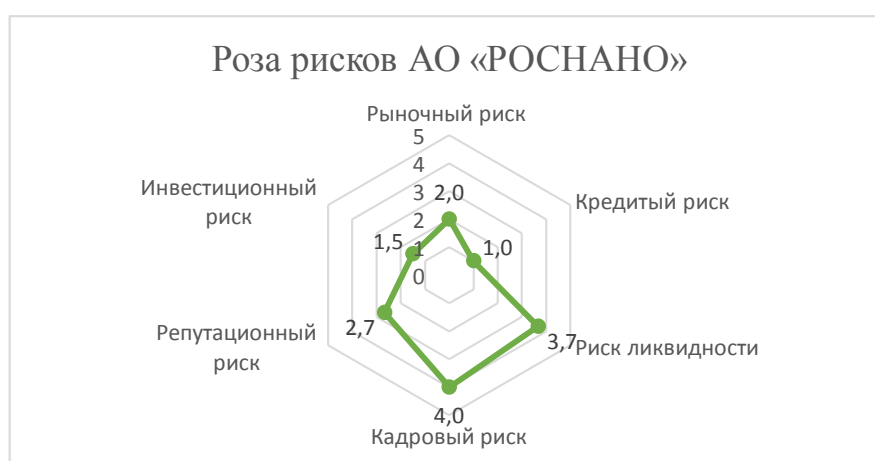 Роза рисков АО «РОСНАНО»
Рыночный риск
5
4
3
2
1
0
2,0
Кредитый риск
1,0
Риск ликвидности
3,7
Кадровый риск
4,0
Репутационный
риск
2,7
Инвестиционный
риск
1,5